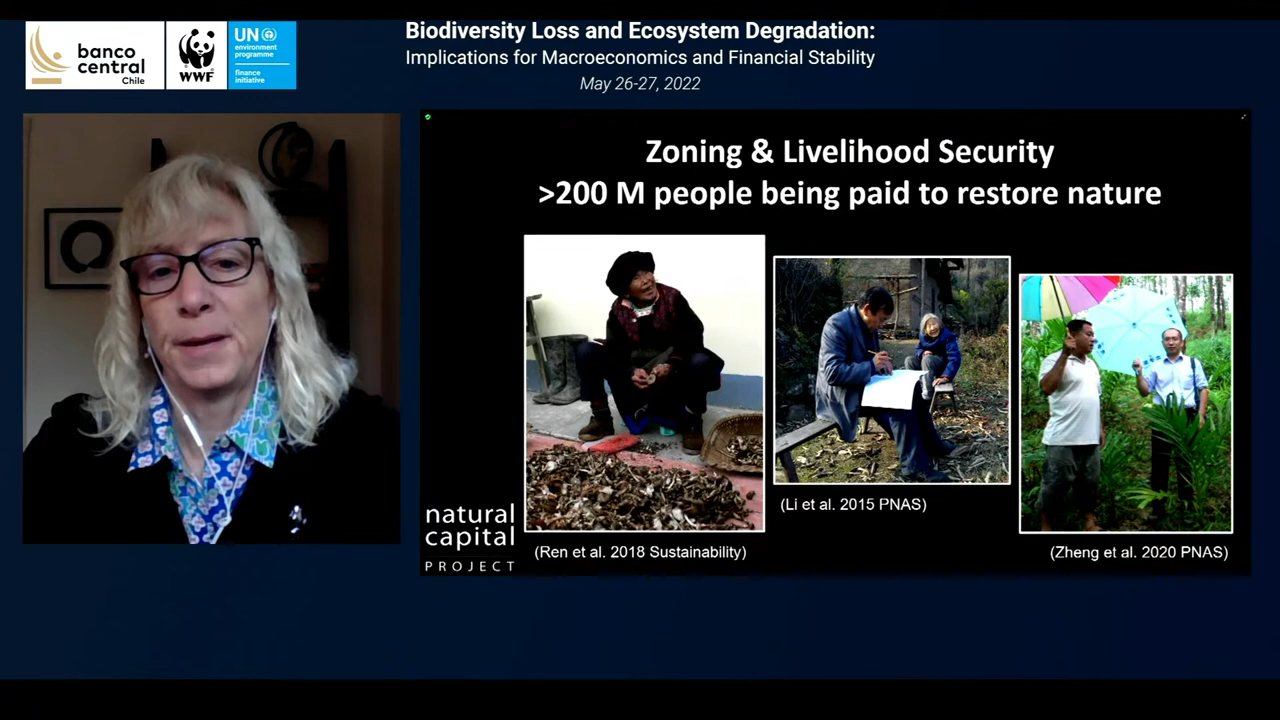 banco
central
Chile
WWF
UN
environment
programme
finance
initiative
Biodiversity Loss and Ecosystem Degradation:
Implications for Macroeconomics and Financial Stability
May 26-27, 2022
Zoning & Livelihood Security
>200 M people being paid to restore nature
(Li et al. 2015 PNAS)
natural
capital
PROJECT
(Ren et al. 2018 Sustainability)
(Zheng et al. 2020 PNAS)